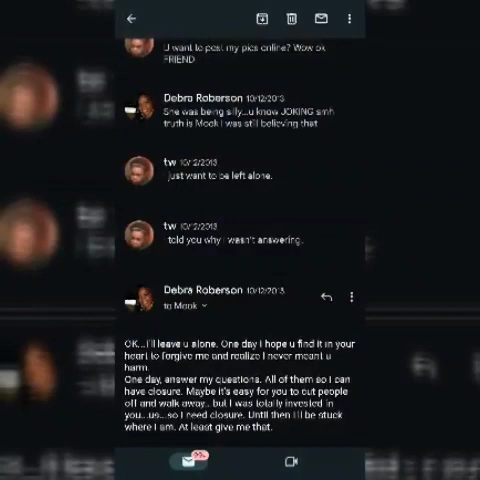 U want to post my pics online? Wow ok
FRIEND
Debra Roberson 10/12/2013
She was being silly...u know JOKING smh
truth is Mook I was still believing that
tw 10/12/2013
I just want to be left alone.
tw 10/12/2013
I told you why I wasn't answering.
Debra Roberson 10/12/2013
to Mook
OK...I'll leave u alone. One day I hope u find it in your
heart to forgive me and realize I never meant u
harm.
One day, answer my questions. All of them so I can
have closure. Maybe it's easy for you to cut people
off and walk away.. but I was totally invested in
you...us...so I need closure. Until then I'll be stuck
where I am. At least give me that.
99+